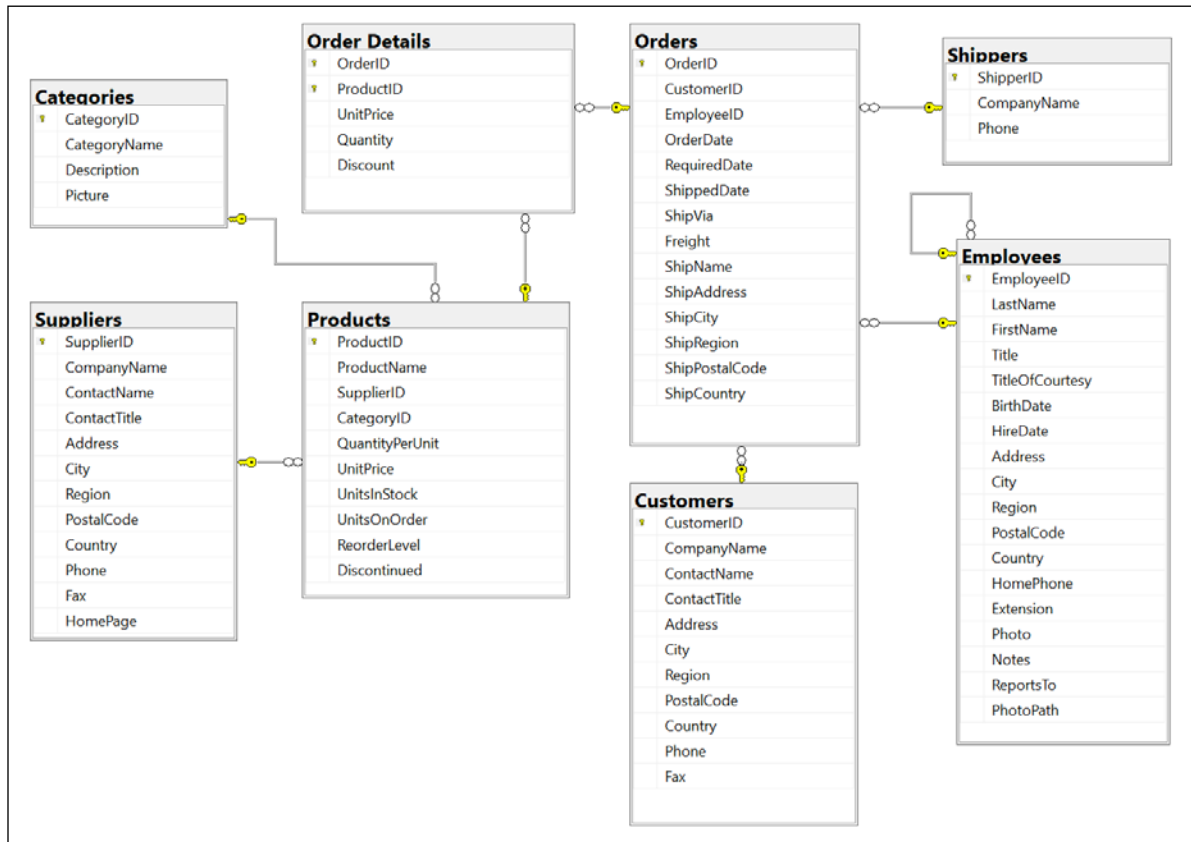 Categories
CategoryID
CategoryName
Description
Picture
Order Details
OrderID
ProductID
UnitPrice
Quantity
Discount
Orders
OrderID
CustomerID
EmployeeID
OrderDate
RequiredDate
ShippedDate
ShipVia
Freight
ShipName
ShipAddress
ShipCity
ShipRegion
ShipPostalCode
ShipCountry
Shippers
ShipperID
CompanyName
Phone
Suppliers
SupplierID
CompanyName
ContactName
ContactTitle
Address
City
Region
PostalCode
Country
Phone
Fax
HomePage
Products
ProductID
ProductName
SupplierID
CategoryID
QuantityPerUnit
UnitPrice
UnitsInStock
UnitsOnOrder
ReorderLevel
Discontinued
Customers
CustomerID
CompanyName
ContactName
ContactTitle
Address
City
Region
PostalCode
Country
Phone
Fax
Employees
EmployeeID
LastName
FirstName
Title
TitleOfCourtesy
BirthDate
HireDate
Address
City
Region
PostalCode
Country
HomePhone
Extension
Photo
Notes
ReportsTo
PhotoPath